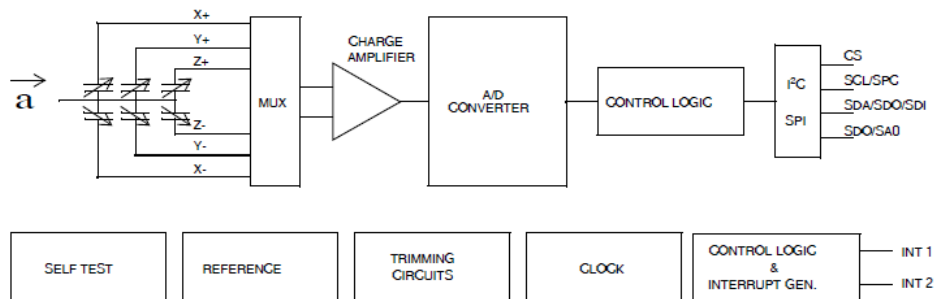 X+
Y+
Z+
a
Z-
Y-
X-
MUX
CHARGE
AMPLIFIER
A/D
CONVERTER
CONTROL LOGIC
I²C
SPI
CS
SCL/SPC
SDA/SDO/SDI
SDO/SA0
SELF TEST
REFERENCE
TRIMMING
CIRCUITS
CLOCK
CONTROL LOGIC
&
INTERRUPT GEN.
INT 1
INT 2